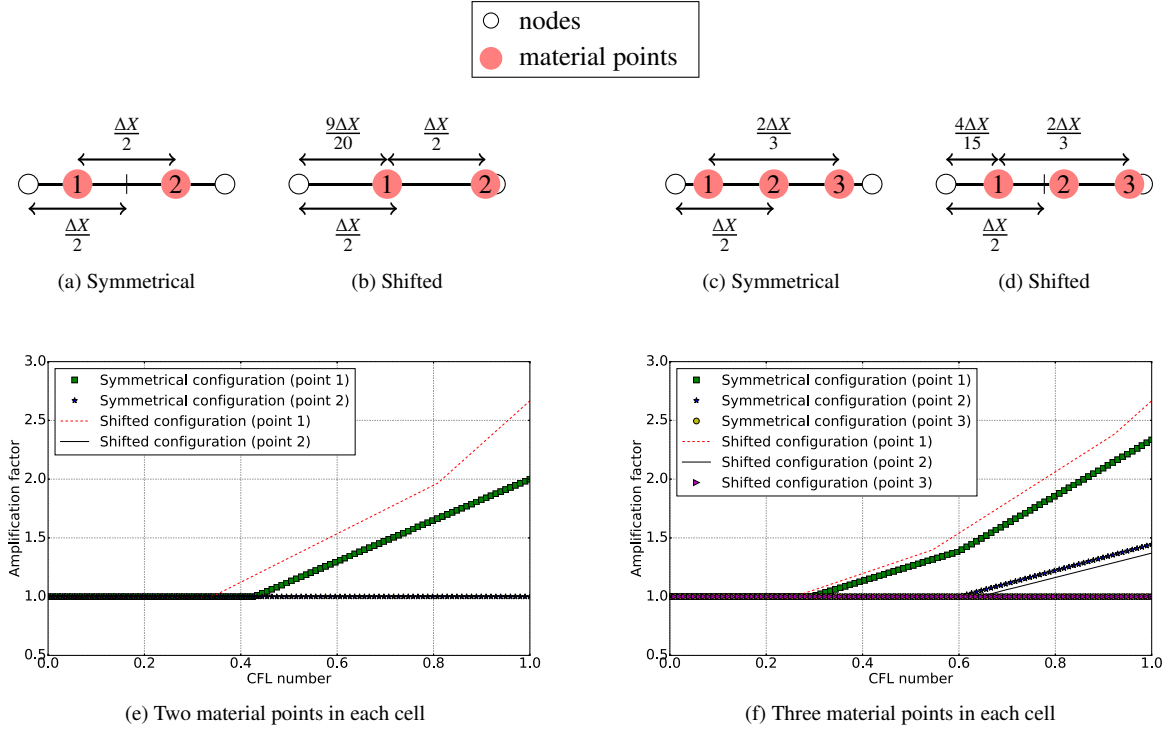 nodes
material points
ΔX/2
9ΔX/20
ΔX/2
2ΔX/3
4ΔX/15
2ΔX/3
1
2
1
2
1
2
3
1
2
3
ΔX/2
ΔX/2
ΔX/2
ΔX/2
(a) Symmetrical
(b) Shifted
(c) Symmetrical
(d) Shifted
Amplification factor
3.0
2.5
2.0
1.5
1.0
0.5
Symmetrical configuration (point 1)
Symmetrical configuration (point 2)
Shifted configuration (point 1)
Shifted configuration (point 2)
0.0
0.2
0.4
0.6
0.8
1.0
CFL number
(e) Two material points in each cell
Amplification factor
3.0
2.5
2.0
1.5
1.0
0.5
Symmetrical configuration (point 1)
Symmetrical configuration (point 2)
Symmetrical configuration (point 3)
Shifted configuration (point 1)
Shifted configuration (point 2)
Shifted configuration (point 3)
0.0
0.2
0.4
0.6
0.8
1.0
CFL number
(f) Three material points in each cell